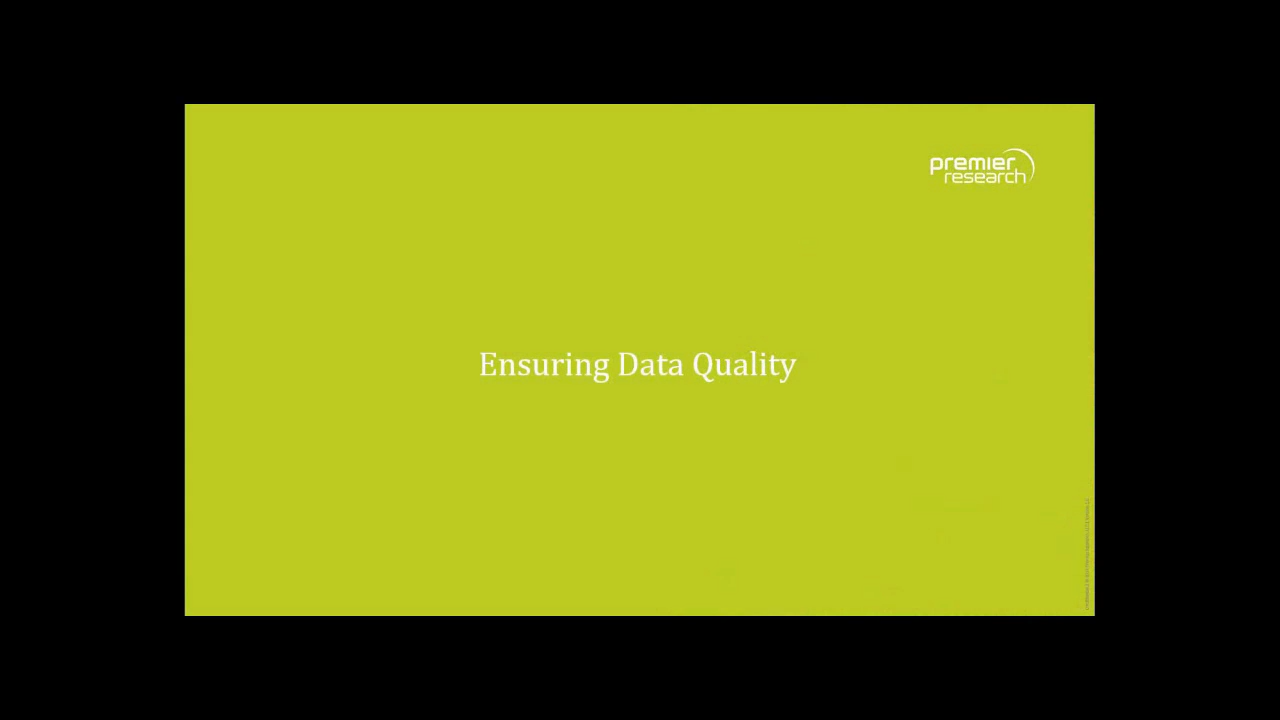 premier
research
Ensuring Data Quality